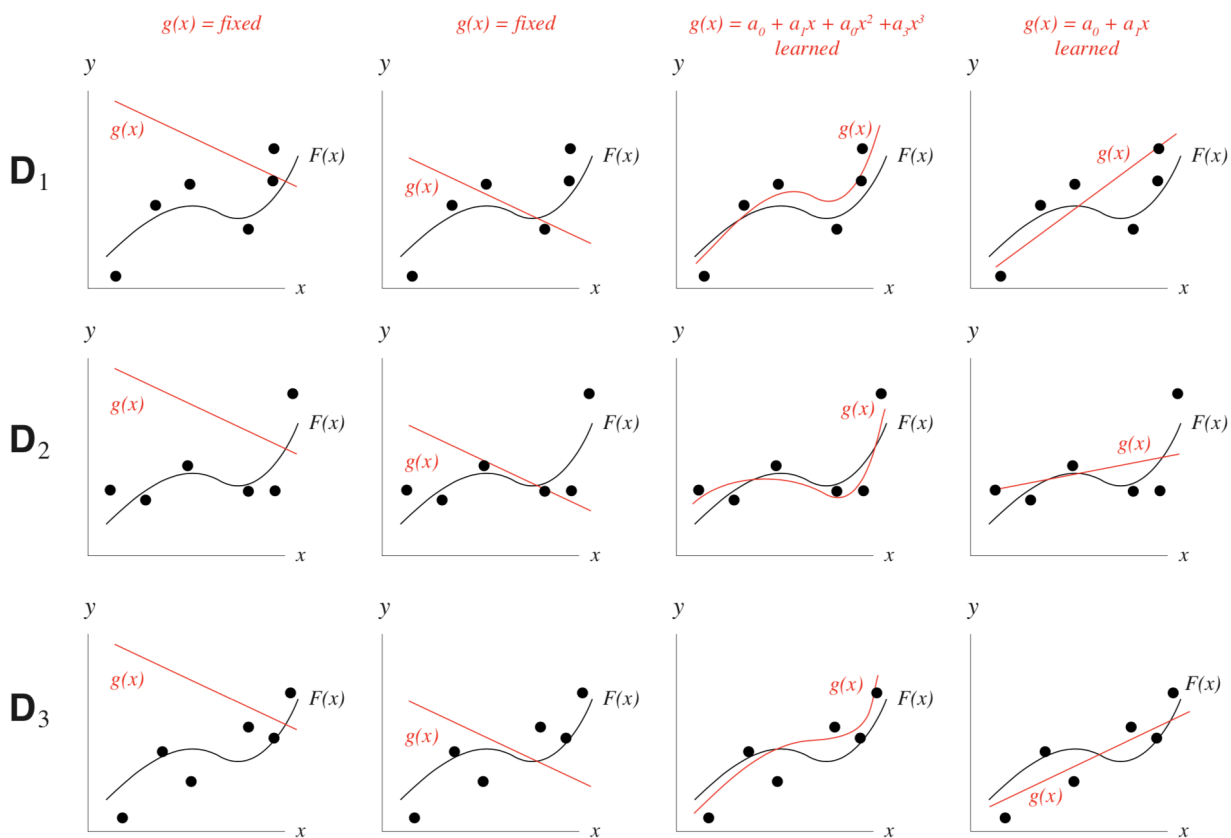 g(x) = fixed
g(x) = fixed
g(x) = a₀ + a₁x + a₀x² +a₃x³
learned
g(x) = a₀ + a₁x
learned
D₁
y
g(x)
F(x)
x
y
g(x)
F(x)
x
y
g(x)
F(x)
x
y
g(x)
F(x)
x
D₂
y
g(x)
F(x)
x
y
g(x)
F(x)
x
y
g(x)
F(x)
x
y
g(x)
F(x)
x
D₃
y
g(x)
F(x)
x
y
g(x)
F(x)
x
y
g(x)
F(x)
x
y
F(x)
g(x)
x